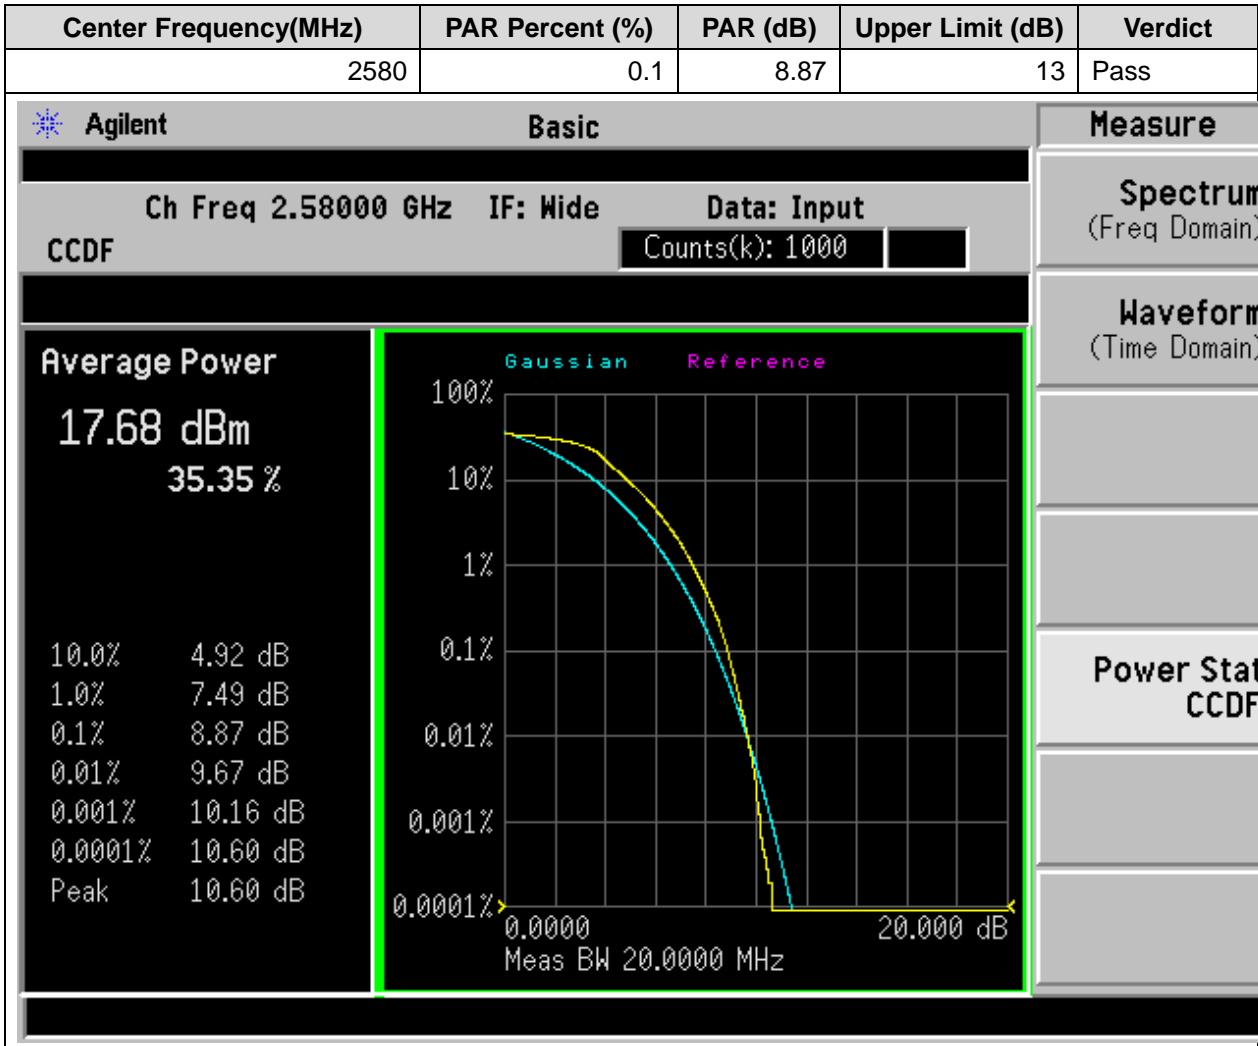 Center Frequency(MHz) PAR Percent (%) PAR (dB) Upper Limit (dB) Verdict
2580 0.1 8.87 13 Pass
Agilent Basic Measure
Ch Freq 2.58000 GHz IF: Wide Data: Input
CCDF Counts(k): 1000
Spectrum
(Freq Domain)
Waveform
(Time Domain)
Power Stat
CCDF
Average Power
17.68 dBm
35.35 %
10.0% 4.92 dB
1.0% 7.49 dB
0.1% 8.87 dB
0.01% 9.67 dB
0.001% 10.16 dB
0.0001% 10.60 dB
Peak 10.60 dB
Gaussian Reference
100%
10%
1%
0.1%
0.01%
0.001%
0.0001%
0.0000 20.000 dB
Meas BW 20.0000 MHz